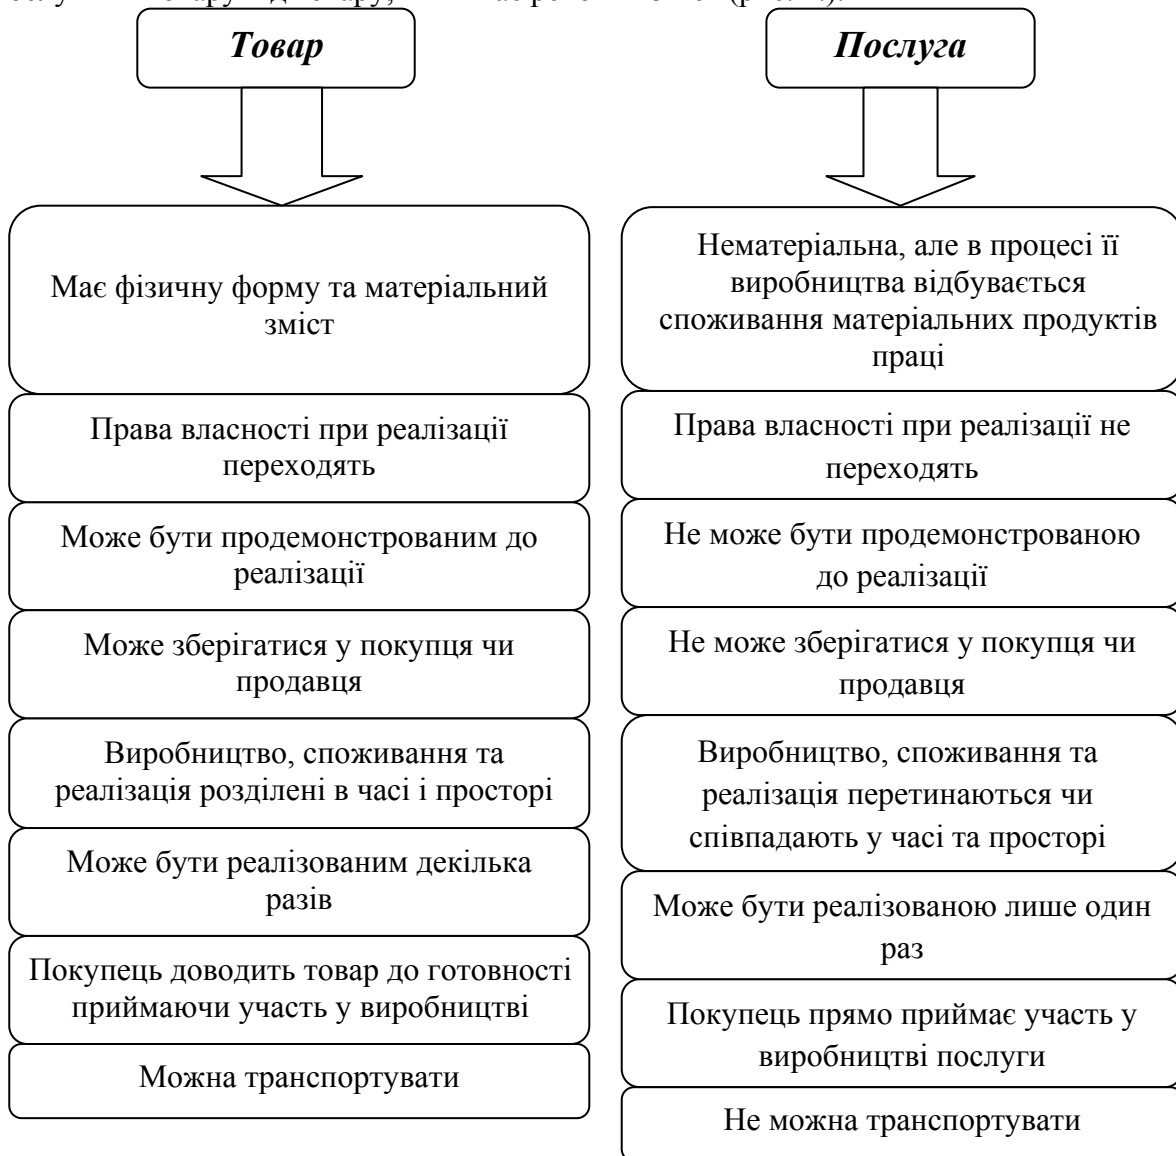 Товар
Має фізичну форму та матеріальний
зміст
Права власності при реалізації
переходять
Може бути продемонстрованим до
реалізації
Може зберігатися у покупця чи
продавця
Виробництво, споживання та
реалізація розділені в часі і просторі
Може бути реалізованим декілька
разів
Покупець доводить товар до готовності
приймаючи участь у виробництві
Можна транспортувати
Послуга
Нематеріальна, але в процесі її
виробництва відбувається
споживання матеріальних продуктів
праці
Права власності при реалізації не
переходять
Не може бути продемонстрованою
до реалізації
Не може зберігатися у покупця чи
продавця
Виробництво, споживання та
реалізація перетинаються чи
співпадають у часі та просторі
Може бути реалізованою лише один
раз
Покупець прямо приймає участь у
виробництві послуги
Не можна транспортувати